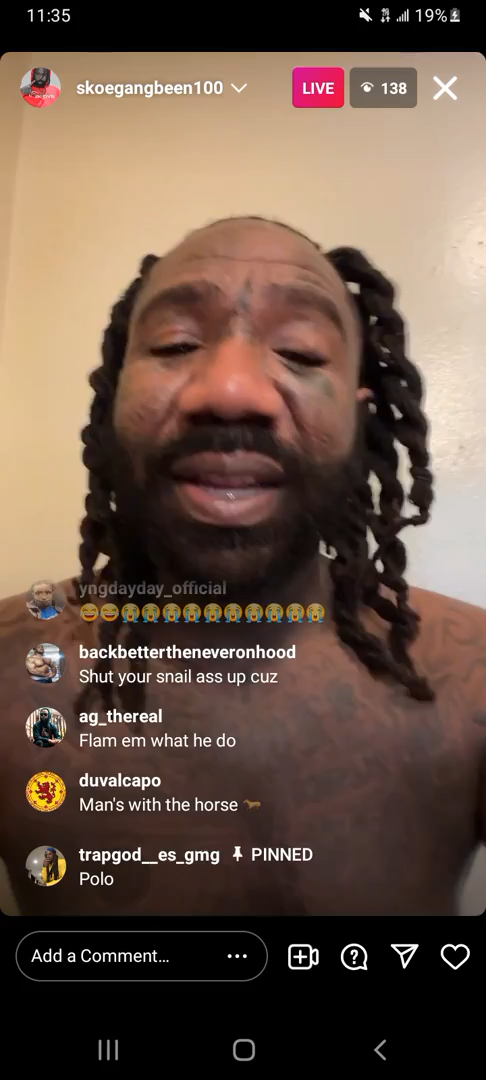 11:35
19%
skoegangbeen100
LIVE
138
yngdayday_official
😄😄😭😭😭😭😭😭😭😭😭😭
backbettertheneveronhood
Shut your snail ass up cuz
ag_thereal
Flam em what he do
duvalcapo
Man's with the horse 🐎
trapgod__es_gmg 📌 PINNED
Polo
Add a Comment...